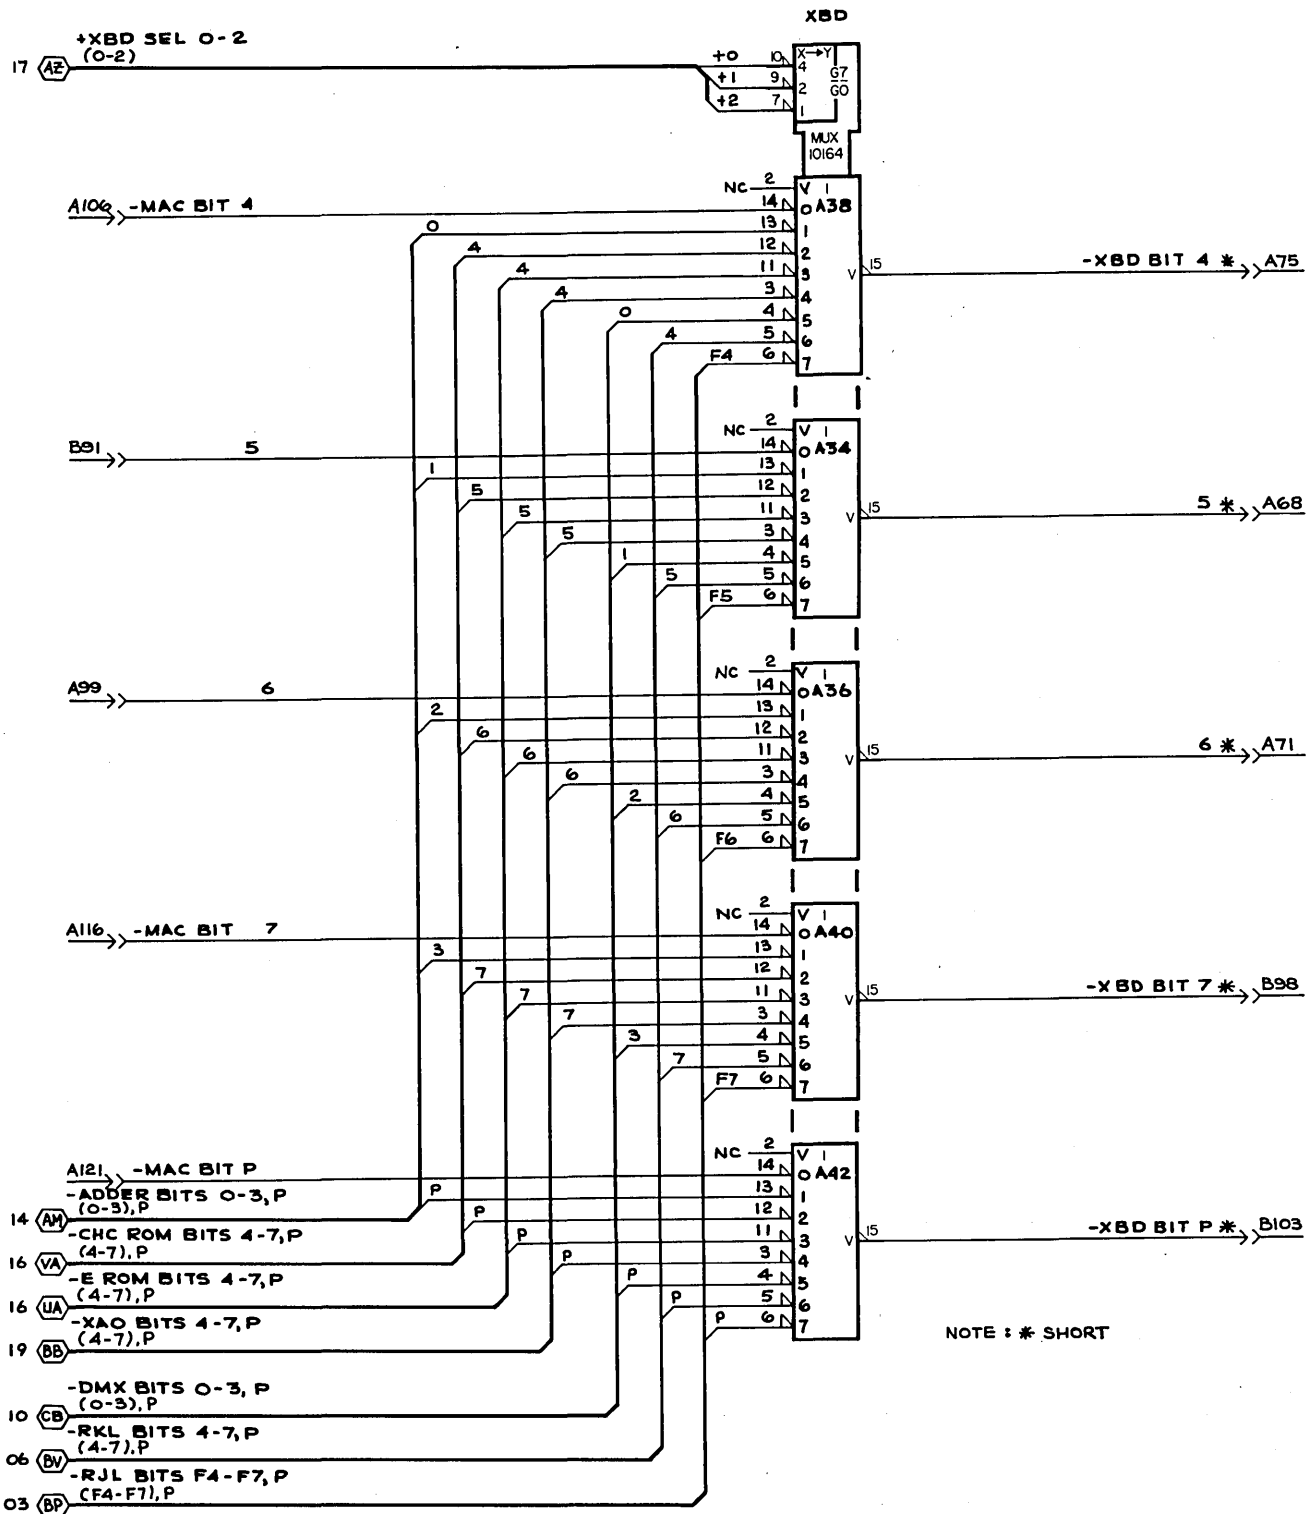 XBD
+XBD SEL 0-2
(0-2)
17 AZ
+0 10 4 X→Y
+1 9 2 G7
G0
+2 7 1
MUX
10164
NC 2 V 1
A106 -MAC BIT 4 14 0 A38
0 13 1
4 12 2
4 11 3 V 15 -XBD BIT 4 * A75
4 3 4
0 4 5
4 5 6
F4 6 7
NC 2 V 1
B91 5 14 0 A34
1 13 1
5 12 2
5 11 3 V 15 5 * A68
5 3 4
1 4 5
5 5 6
F5 6 7
NC 2 V 1
A99 6 14 0 A36
2 13 1
6 12 2
6 11 3 V 15 6 * A71
6 3 4
2 4 5
6 5 6
F6 6 7
NC 2 V 1
A116 -MAC BIT 7 14 0 A40
3 13 1
7 12 2
7 11 3 V 15 -XBD BIT 7 * B98
7 3 4
3 4 5
7 5 6
F7 6 7
NC 2 V 1
A121 -MAC BIT P 14 0 A42
P 13 1
P 12 2
P 11 3 V 15 -XBD BIT P * B103
P 3 4
P 4 5
P 5 6
P 6 7
-ADDER BITS 0-3, P
14 AM (0-3), P
-CHC ROM BITS 4-7, P
16 VA (4-7), P
-E ROM BITS 4-7, P
16 UA (4-7), P
-XAO BITS 4-7, P
19 BB (4-7), P
-DMX BITS 0-3, P
10 CB (0-3), P
-RKL BITS 4-7, P
06 BV (4-7), P
-RJL BITS F4-F7, P
03 BP (F4-F7), P
NOTE : * SHORT